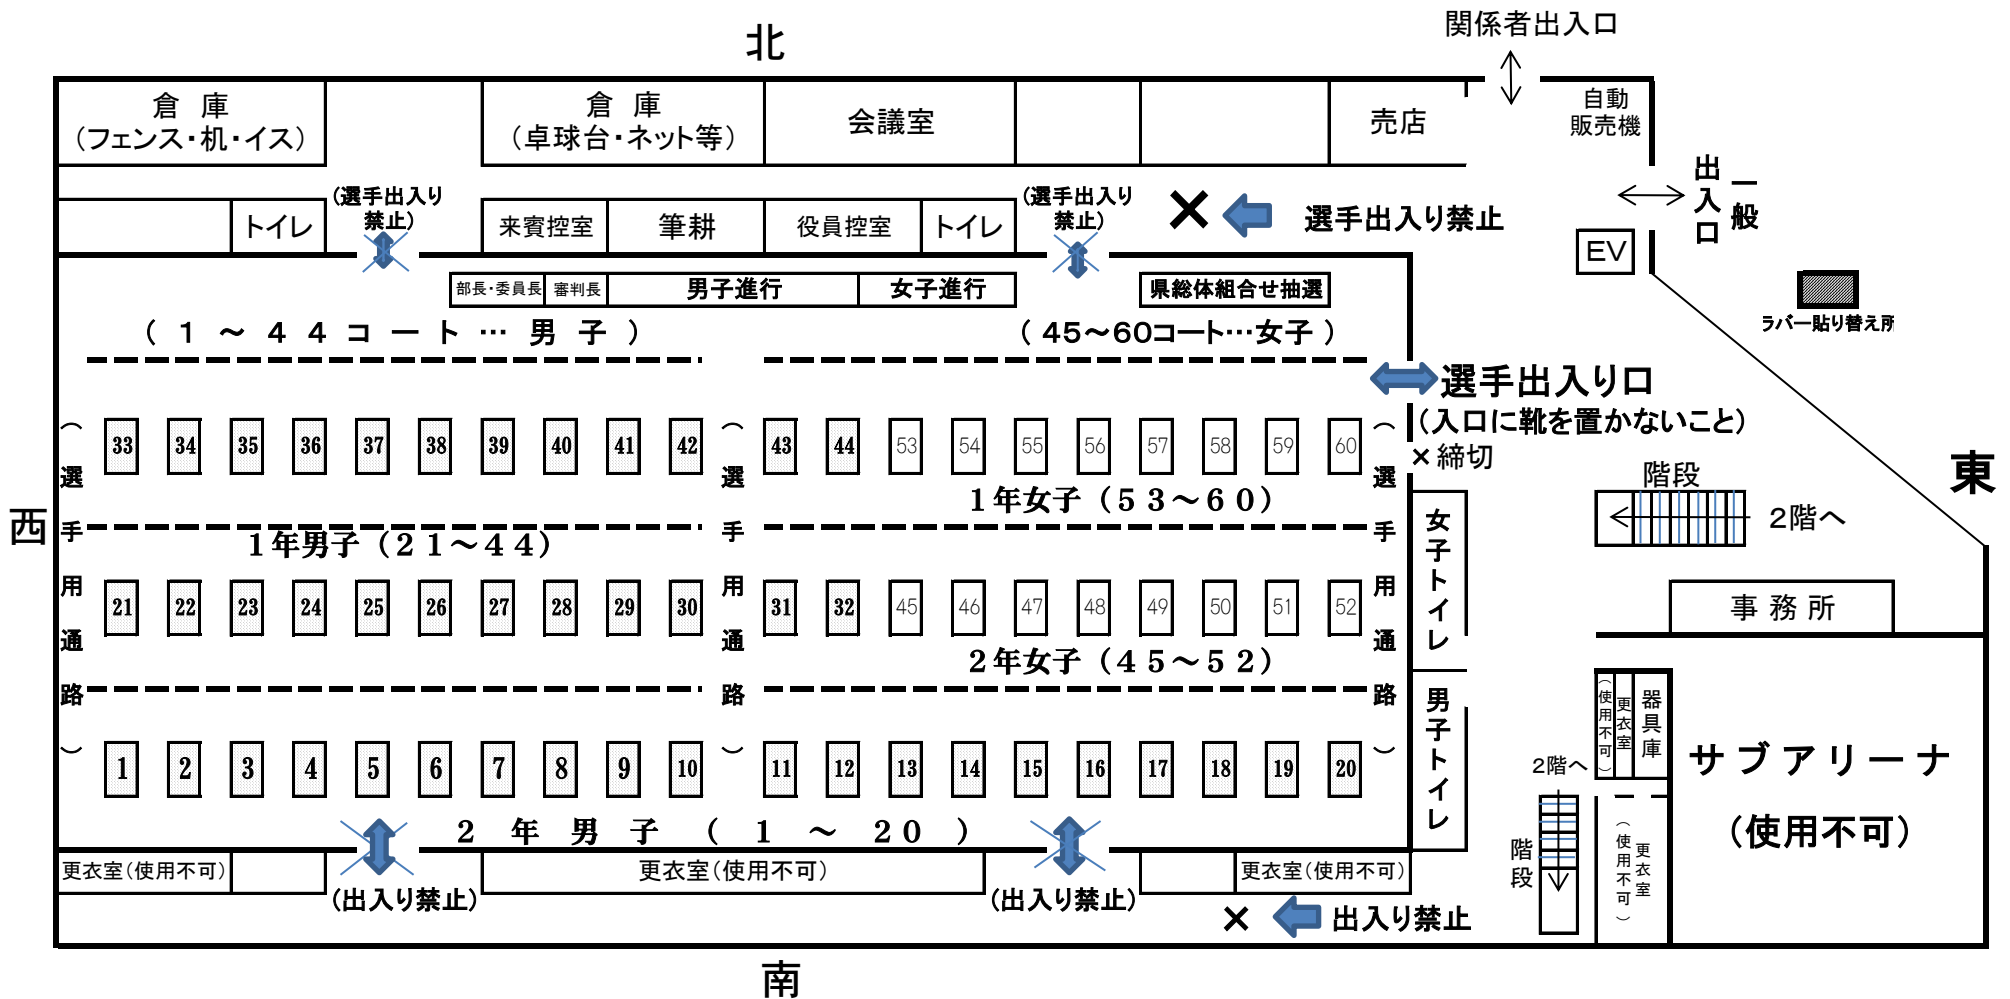 関係者出入口
北
倉 庫
（フェンス・机・イス）
倉 庫
（卓球台・ネット等）
会議室
売店
自動
販売機
一般
出入口
トイレ
（選手出入り
禁止）
来賓控室
筆耕
役員控室
トイレ
（選手出入り
禁止）
× 選手出入り禁止
EV
部長・委員長
審判長
男子進行
女子進行
県総体組合せ抽選
ラバー貼り替え所
（１～４４コート…男子）
（45～60コート…女子）
選手出入り口
（入口に靴を置かないこと）
×締切
（選手用通路）
33 34 35 36 37 38 39 40 41 42
（選手用通路）
43 44 53 54 55 56 57 58 59 60
（選手用通路）
１年女子（５３～６０）
１年男子（２１～４４）
西
東
階段
２階へ
21 22 23 24 25 26 27 28 29 30
31 32 45 46 47 48 49 50 51 52
２年女子（４５～５２）
女子トイレ
男子トイレ
事務所
1 2 3 4 5 6 7 8 9 10
11 12 13 14 15 16 17 18 19 20
２年男子（１～２０）
（使用不可）
更衣室
器具庫
サブアリーナ
（使用不可）
２階へ
階段
（使用不可）
更衣室
更衣室（使用不可）
（出入り禁止）
更衣室（使用不可）
（出入り禁止）
更衣室（使用不可）
× 出入り禁止
南